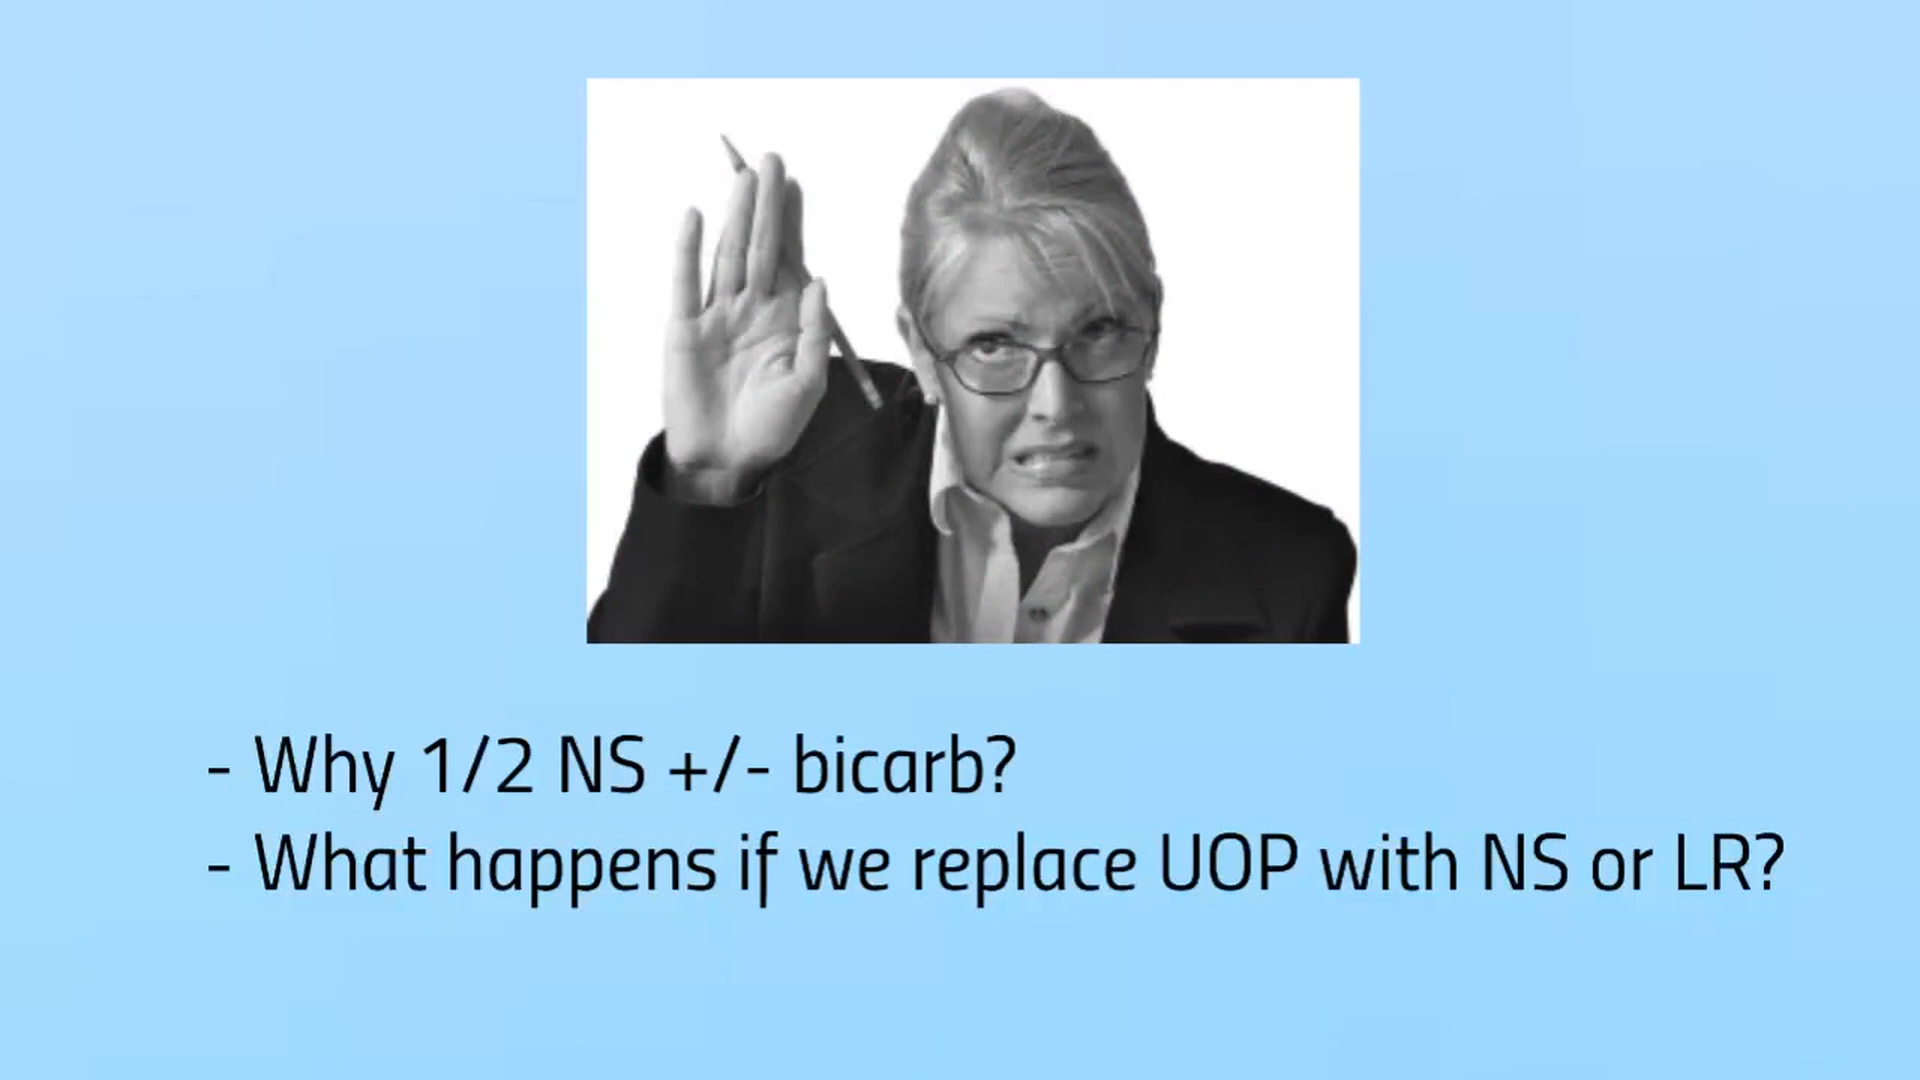 - Why 1/2 NS +/- bicarb?
- What happens if we replace UOP with NS or LR?